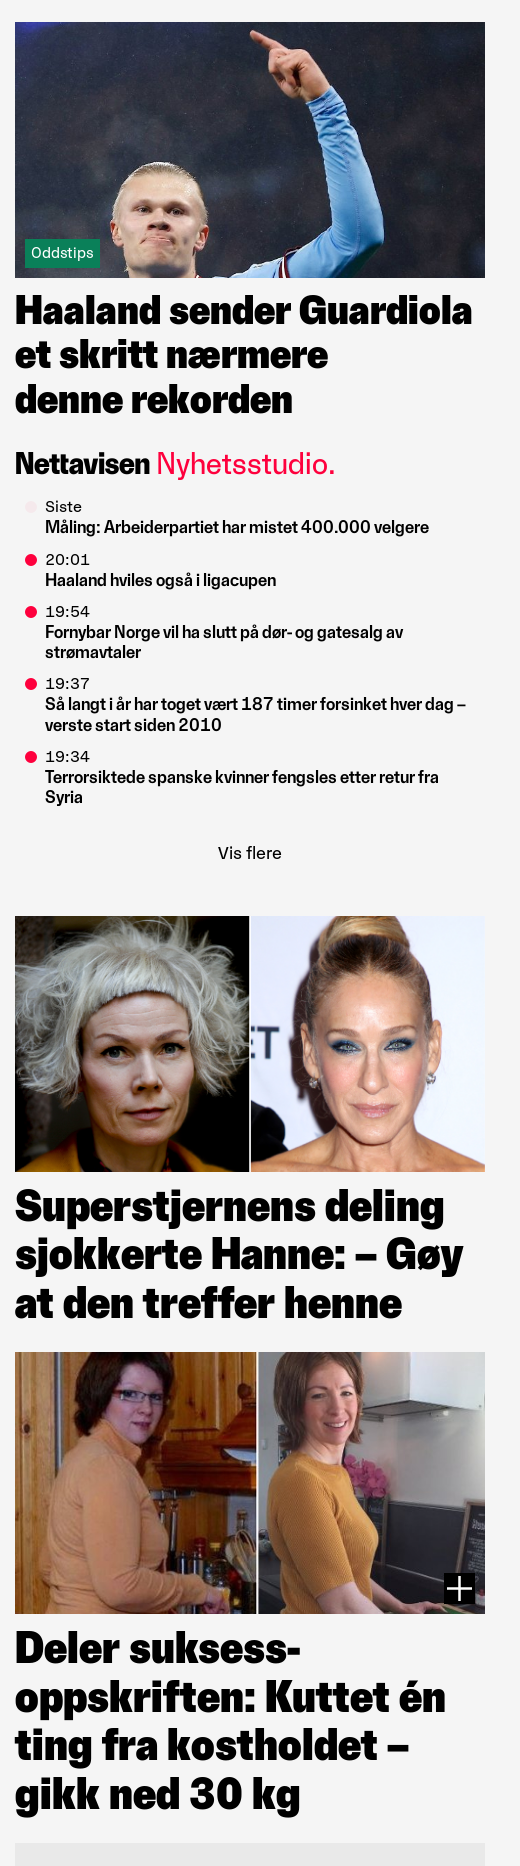 Oddstips
Haaland sender Guardiola
et skritt nærmere
denne rekorden
Nettavisen Nyhetsstudio.
Siste
Måling: Arbeiderpartiet har mistet 400.000 velgere
20:01
Haaland hviles også i ligacupen
19:54
Fornybar Norge vil ha slutt på dør- og gatesalg av
strømavtaler
19:37
Så langt i år har toget vært 187 timer forsinket hver dag –
verste start siden 2010
19:34
Terrorsiktede spanske kvinner fengsles etter retur fra
Syria
Vis flere
ET
Superstjernens deling
sjokkerte Hanne: – Gøy
at den treffer henne
Deler suksess-
oppskriften: Kuttet én
ting fra kostholdet –
gikk ned 30 kg